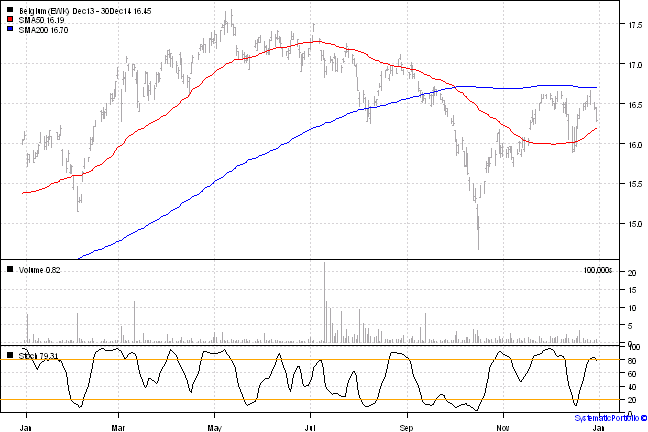 Belgium (EWK) Dec13 - 30Dec14 16.45
SMA50 16.19
SMA200 16.70
17.5
17.0
16.5
16.0
15.5
15.0
Volume 0.82
100,000s
20
15
10
5
0
Stoch 79.31
100
80
60
40
20
0
Jan
Mar
May
Jul
Sep
Nov
Jan
SystematicPortfolio ©